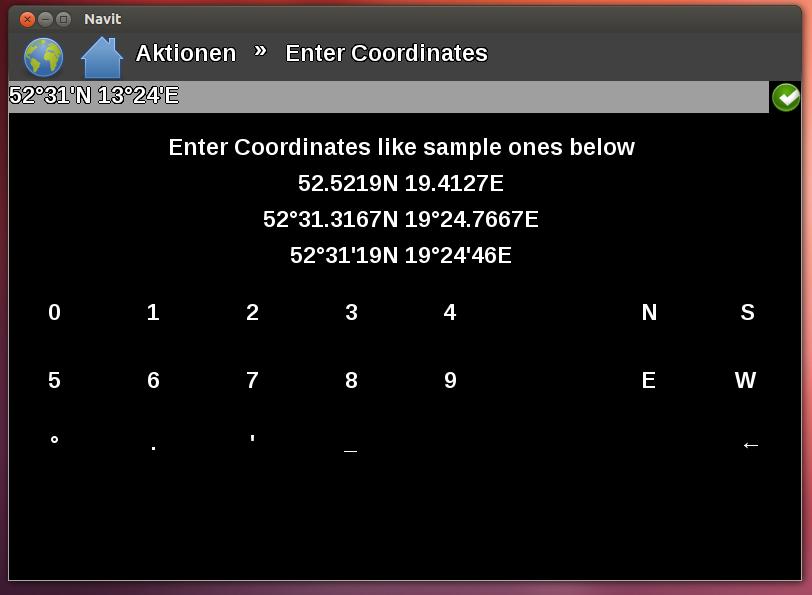 Navit
Aktionen » Enter Coordinates
52°31'N 13°24'E
Enter Coordinates like sample ones below
52.5219N 19.4127E
52°31.3167N 19°24.7667E
52°31'19N 19°24'46E
0 1 2 3 4 N S
5 6 7 8 9 E W
° . ' _ ←